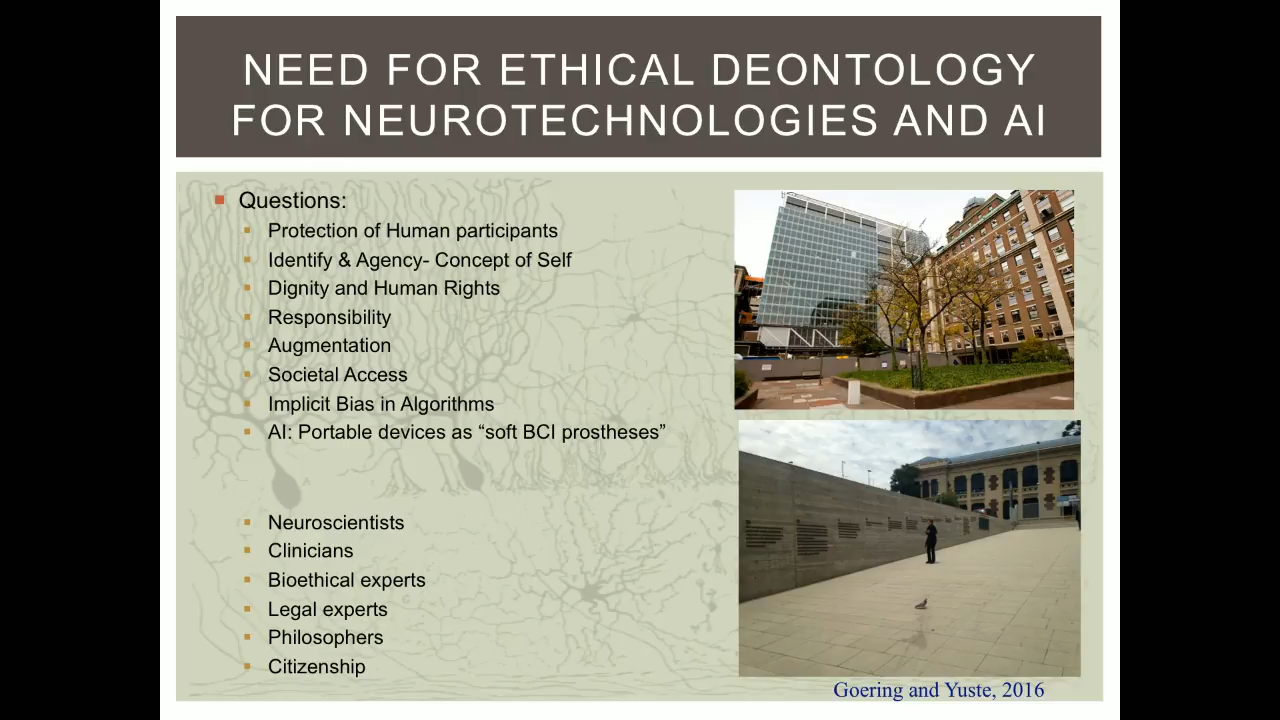 NEED FOR ETHICAL DEONTOLOGY
FOR NEUROTECHNOLOGIES AND AI
Questions:
Protection of Human participants
Identify & Agency- Concept of Self
Dignity and Human Rights
Responsibility
Augmentation
Societal Access
Implicit Bias in Algorithms
AI: Portable devices as “soft BCI prostheses”
Neuroscientists
Clinicians
Bioethical experts
Legal experts
Philosophers
Citizenship
Goering and Yuste, 2016